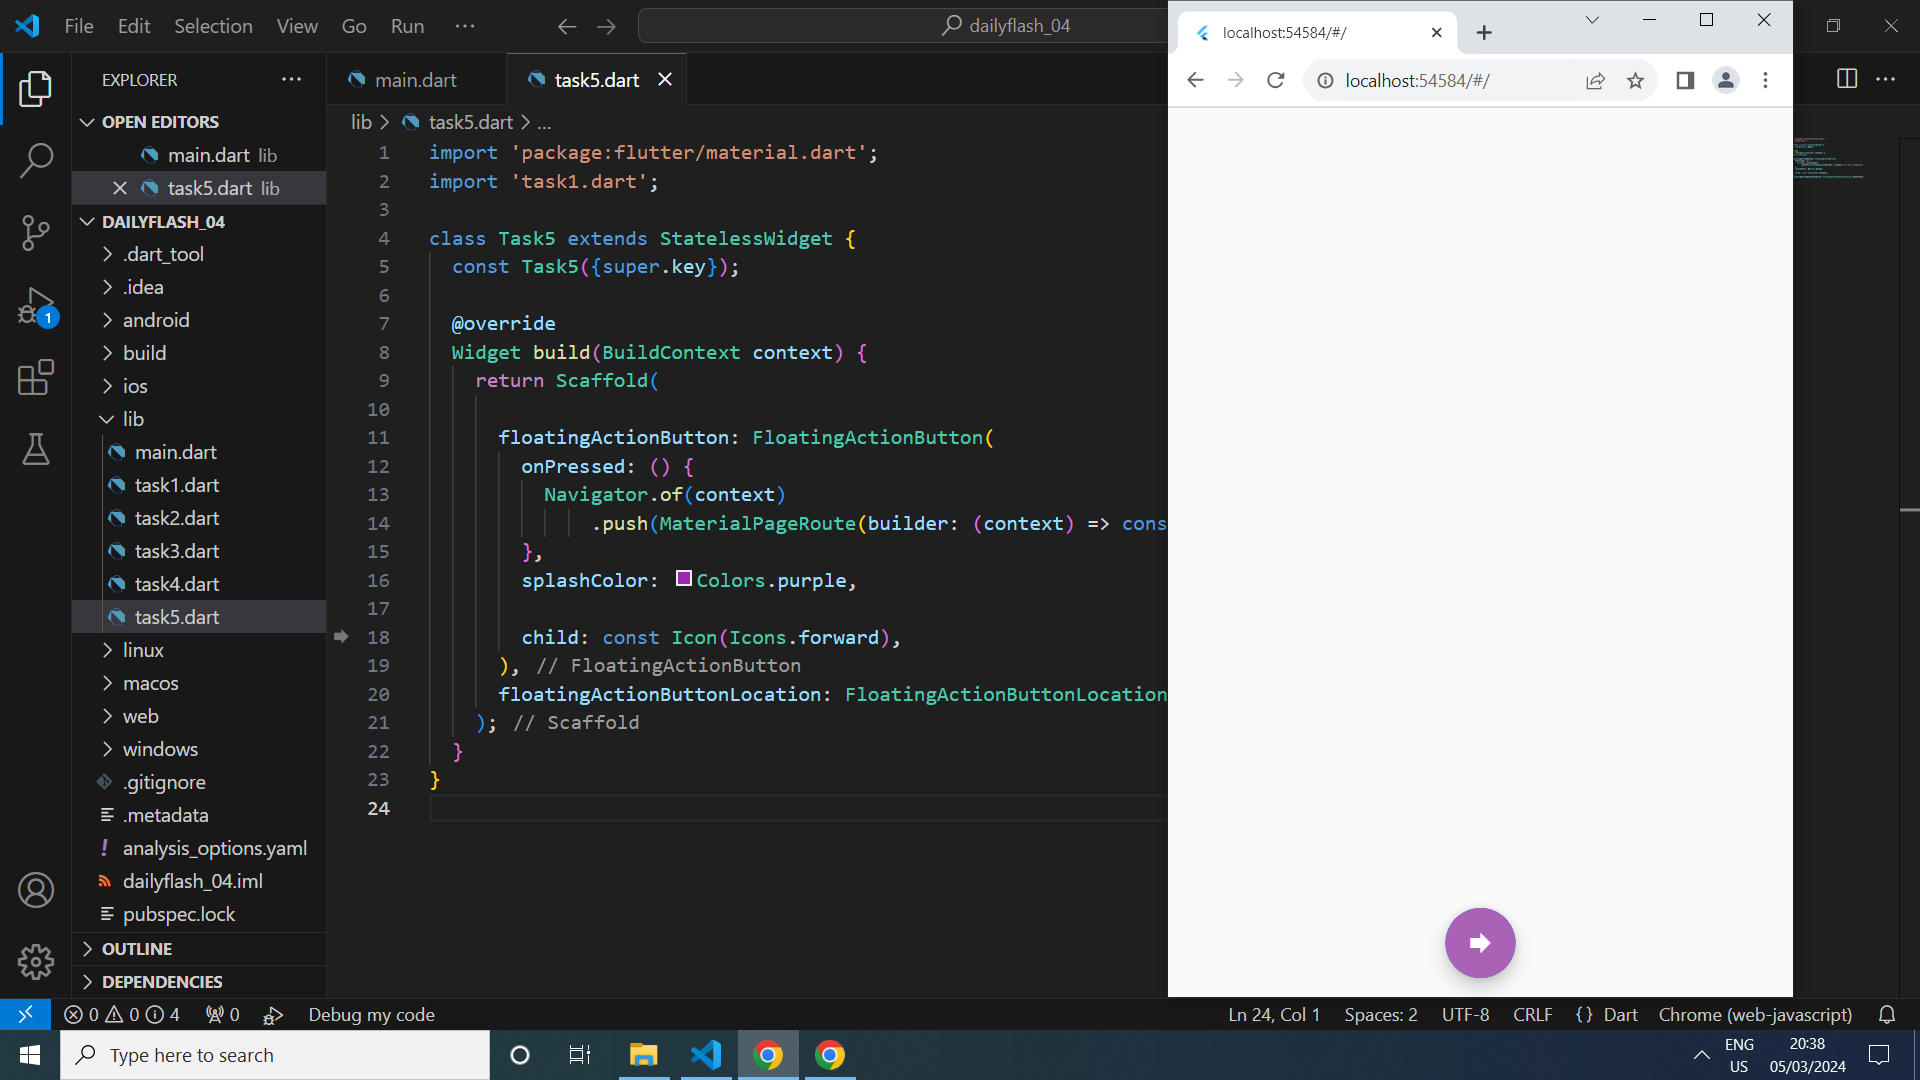 File Edit Selection View Go Run ··· dailyflash_04
EXPLORER
OPEN EDITORS
main.dart lib
task5.dart lib
DAILYFLASH_04
.dart_tool
.idea
android
build
ios
lib
main.dart
task1.dart
task2.dart
task3.dart
task4.dart
task5.dart
linux
macos
web
windows
.gitignore
.metadata
analysis_options.yaml
dailyflash_04.iml
pubspec.lock
OUTLINE
DEPENDENCIES
1
main.dart task5.dart
lib > task5.dart > ...
1 import 'package:flutter/material.dart';
2 import 'task1.dart';
3
4 class Task5 extends StatelessWidget {
5 const Task5({super.key});
6
7 @override
8 Widget build(BuildContext context) {
9 return Scaffold(
10
11 floatingActionButton: FloatingActionButton(
12 onPressed: () {
13 Navigator.of(context)
14 .push(MaterialPageRoute(builder: (context) => cons
15 },
16 splashColor: Colors.purple,
17
18 child: const Icon(Icons.forward),
19 ), // FloatingActionButton
20 floatingActionButtonLocation: FloatingActionButtonLocation
21 ); // Scaffold
22 }
23 }
24
localhost:54584/#/
localhost:54584/#/
0 0 4 0 Debug my code Ln 24, Col 1 Spaces: 2 UTF-8 CRLF {} Dart Chrome (web-javascript)
Type here to search
ENG
US
20:38
05/03/2024